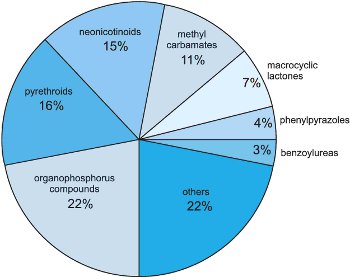 neonicotinoids
15%
methyl
carbamates
11%
macrocyclic
lactones
7%
phenylpyrazoles
4%
benzoylureas
3%
others
22%
organophosphorus
compounds
22%
pyrethroids
16%